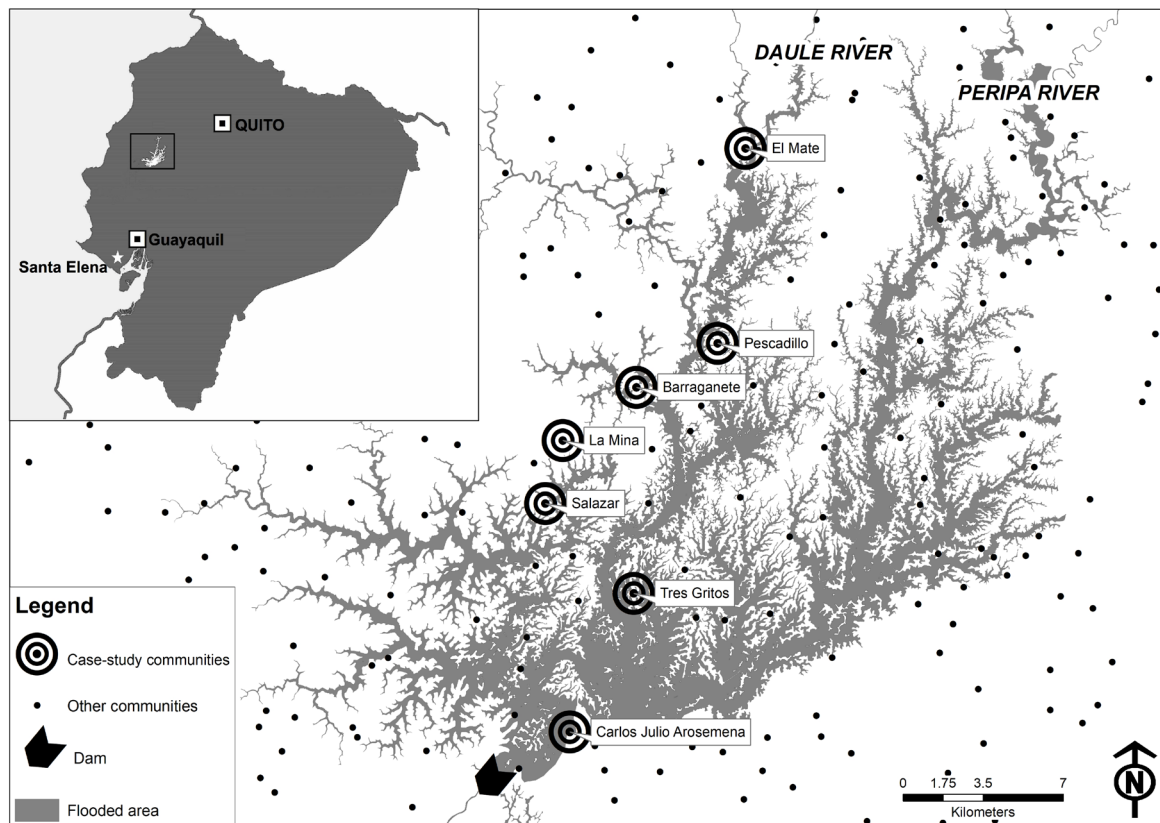 QUITO
Guayaquil
Santa Elena
DAULE RIVER
PERIPA RIVER
El Mate
Pescadillo
Barraganete
La Mina
Salazar
Tres Gritos
Carlos Julio Arosemena
Legend
Case-study communities
Other communities
Dam
Flooded area
0 1.75 3.5 7
Kilometers
N